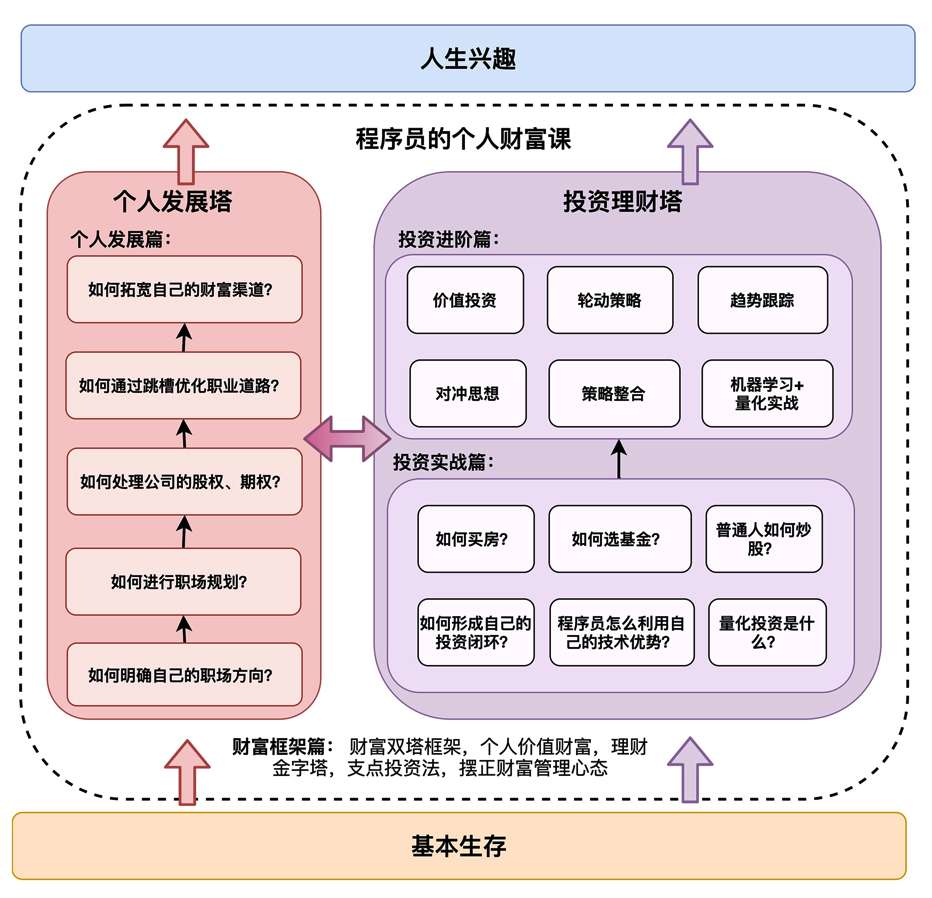 人生兴趣
程序员的个人财富课
个人发展塔
个人发展篇：
如何拓宽自己的财富渠道？
如何通过跳槽优化职业道路？
如何处理公司的股权、期权？
如何进行职场规划？
如何明确自己的职场方向？
投资理财塔
投资进阶篇：
价值投资
轮动策略
趋势跟踪
对冲思想
策略整合
机器学习+
量化实战
投资实战篇：
如何买房？
如何选基金？
普通人如何炒
股？
如何形成自己的
投资闭环？
程序员怎么利用自
己的技术优势？
量化投资是什
么？
财富框架篇： 财富双塔框架，个人价值财富，理财
金字塔，支点投资法，摆正财富管理心态
基本生存